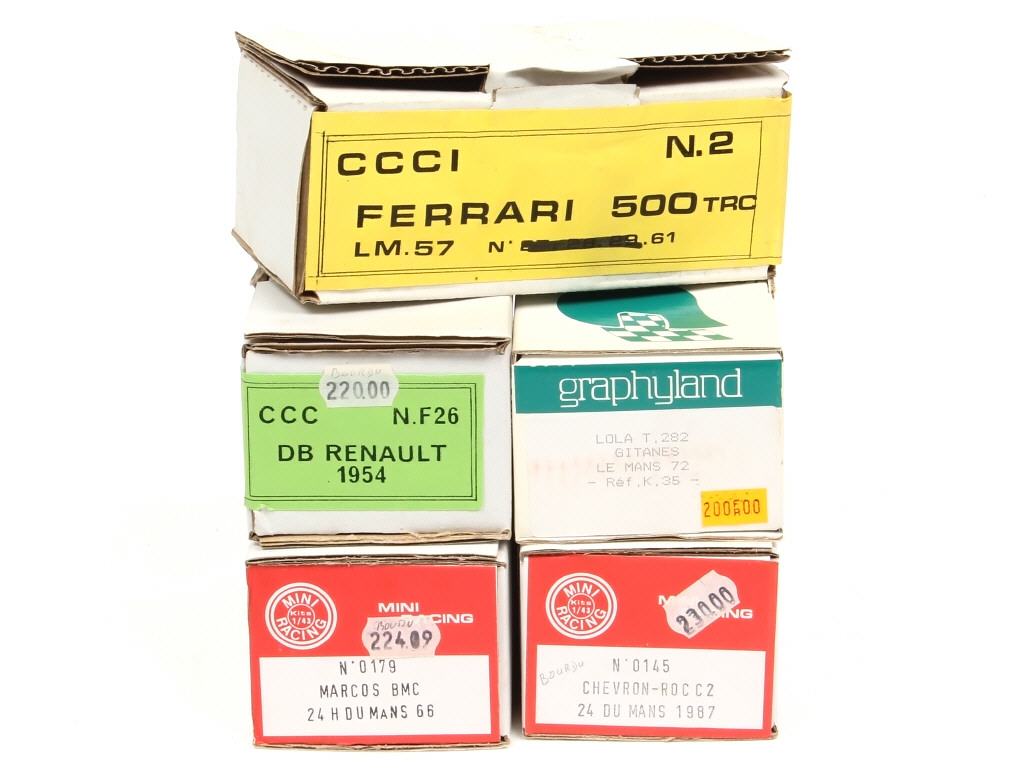 CCCI N.2
FERRARI 500 TRC
LM.57 N° .61
BOURDU
220.00
CCC N.F26
DB RENAULT
1954
graphyland
LOLA T.282
GITANES
LE MANS 72
- Réf.K.35 -
200FR00
MINI RACING
Kits 1/43
MINI
BOURDU
224.09
N°0179
MARCOS BMC
24 H DU MANS 66
MINI RACING
Kits 1/43
230.00
BOURDU
N°0145
CHEVRON-ROC C2
24 DU MANS 1987